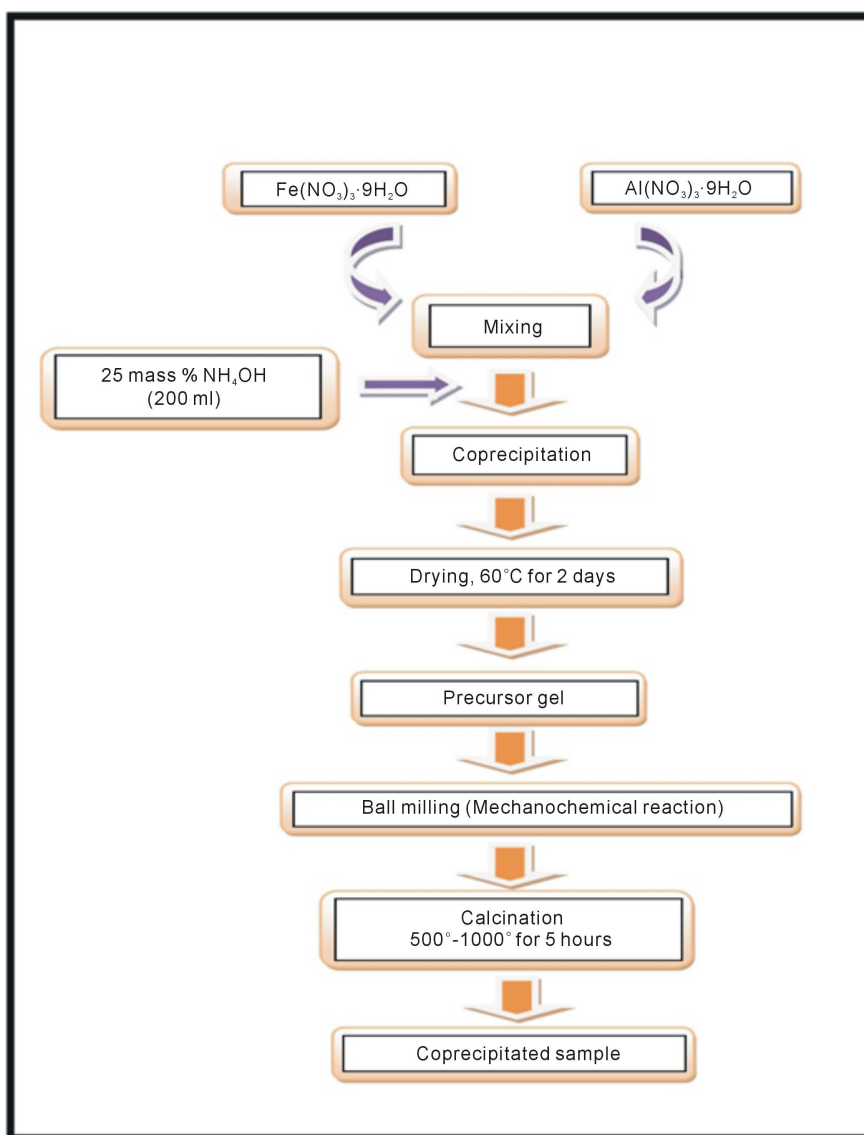 Fe(NO₃)₃·9H₂O
Al(NO₃)₃·9H₂O
Mixing
25 mass % NH₄OH
(200 ml)
Coprecipitation
Drying, 60°C for 2 days
Precursor gel
Ball milling (Mechanochemical reaction)
Calcination
500°-1000° for 5 hours
Coprecipitated sample